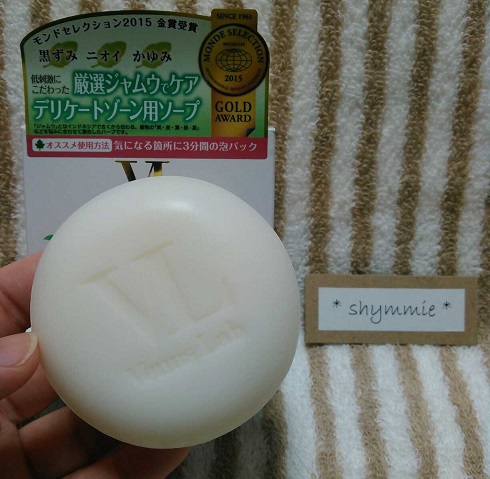 モンドセレクション2015 金賞受賞
黒ずみ ニオイ かゆみ
低刺激に
こだわった
厳選ジャムウでケア
デリケートゾーン用ソープ
オススメ使用方法 気になる箇所に3分間の泡パック
SINCE 1961
MONDE SELECTION
2015
GOLD
AWARD
VL
Venus Lab
* shymmie *